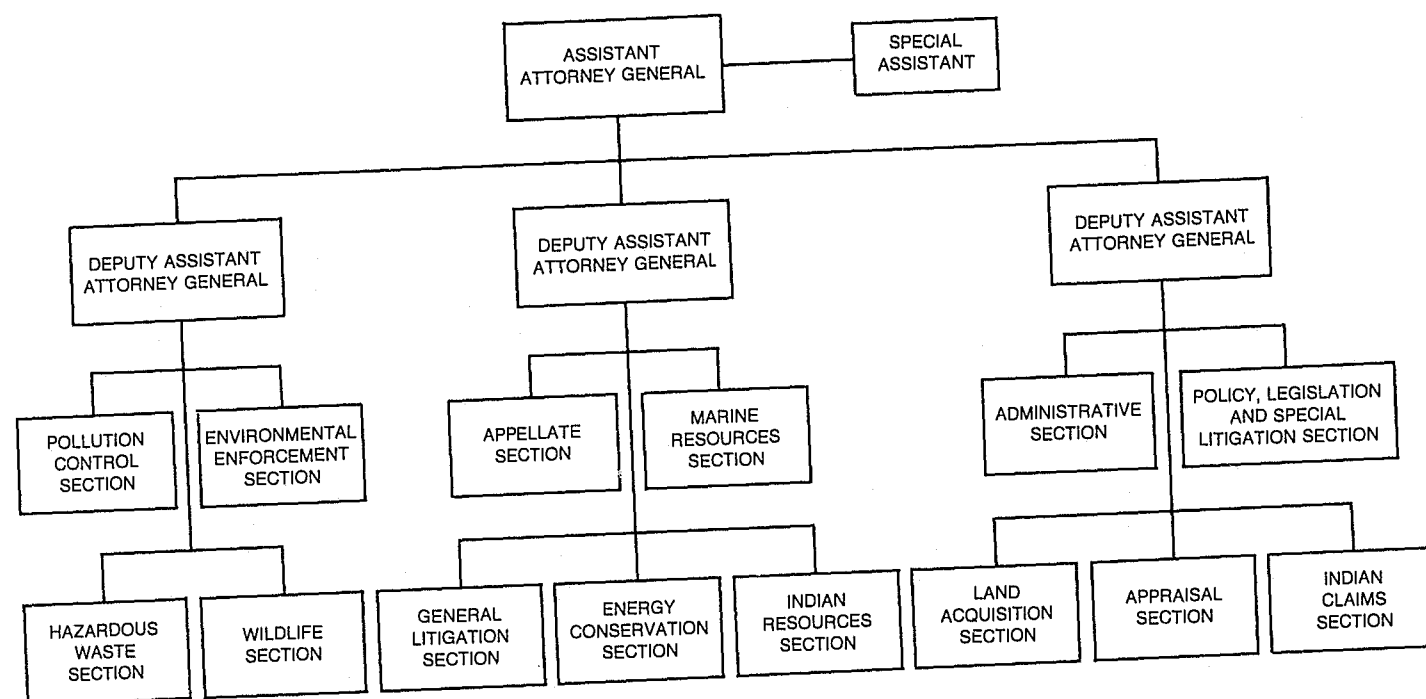 ASSISTANT
ATTORNEY GENERAL
SPECIAL
ASSISTANT
DEPUTY ASSISTANT
ATTORNEY GENERAL
DEPUTY ASSISTANT
ATTORNEY GENERAL
DEPUTY ASSISTANT
ATTORNEY GENERAL
POLLUTION
CONTROL
SECTION
ENVIRONMENTAL
ENFORCEMENT
SECTION
APPELLATE
SECTION
MARINE
RESOURCES
SECTION
ADMINISTRATIVE
SECTION
POLICY, LEGISLATION
AND SPECIAL
LITIGATION SECTION
HAZARDOUS
WASTE
SECTION
WILDLIFE
SECTION
GENERAL
LITIGATION
SECTION
ENERGY
CONSERVATION
SECTION
INDIAN
RESOURCES
SECTION
LAND
ACQUISITION
SECTION
APPRAISAL
SECTION
INDIAN
CLAIMS
SECTION